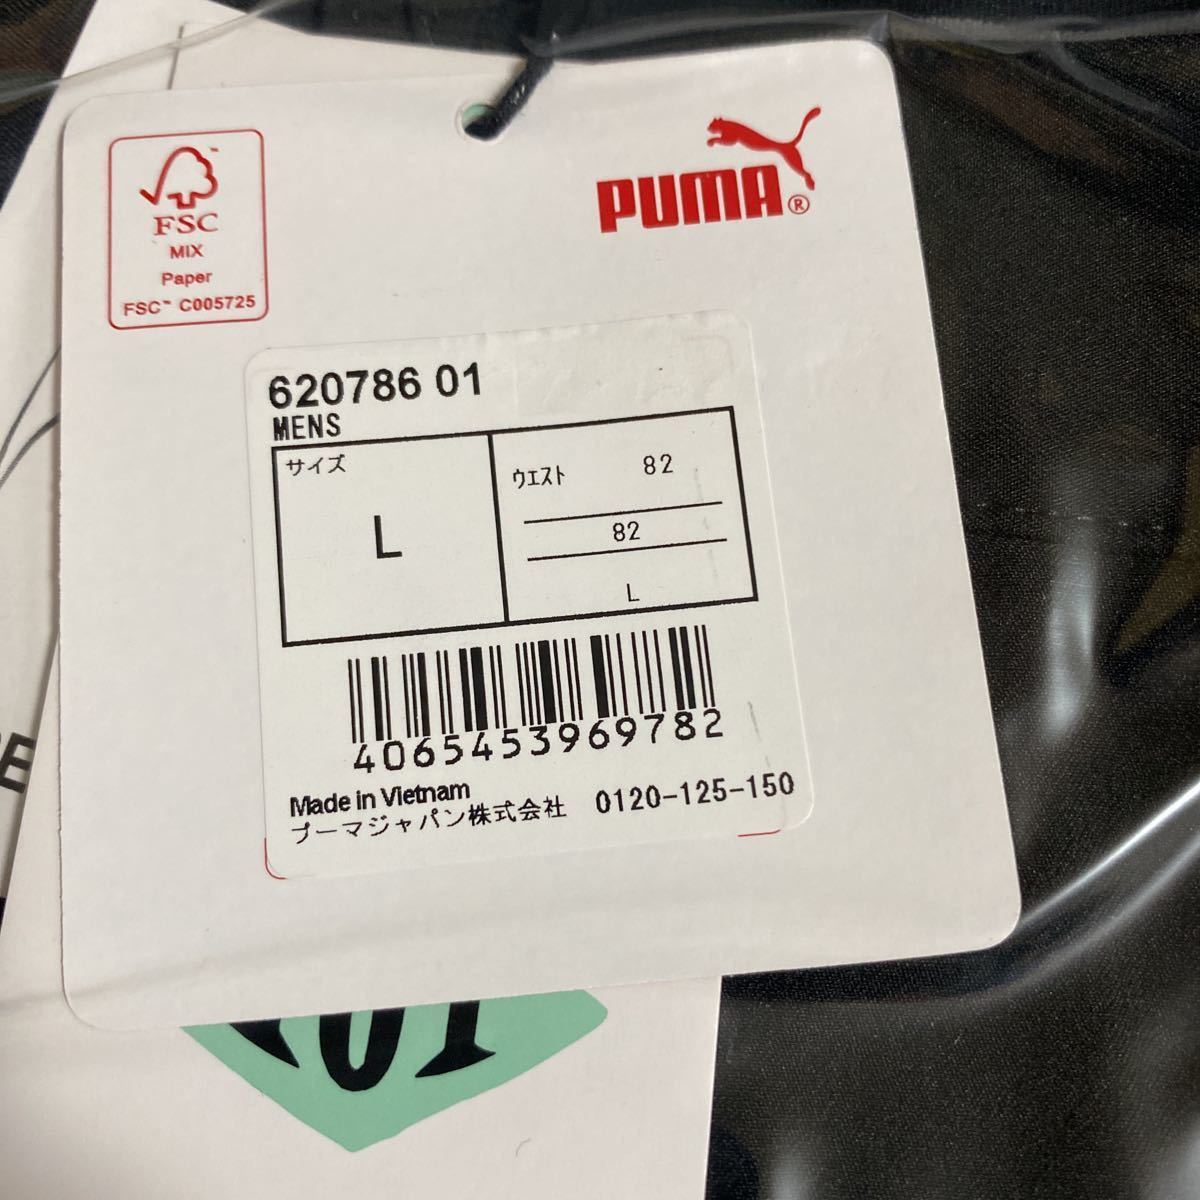 FSC
MIX
Paper
FSC™ C005725
PUMA®
620786 01
MENS
サイズ
L
ウエスト 82
82
L
4065453969782
Made in Vietnam
プーマジャパン株式会社 0120-125-150